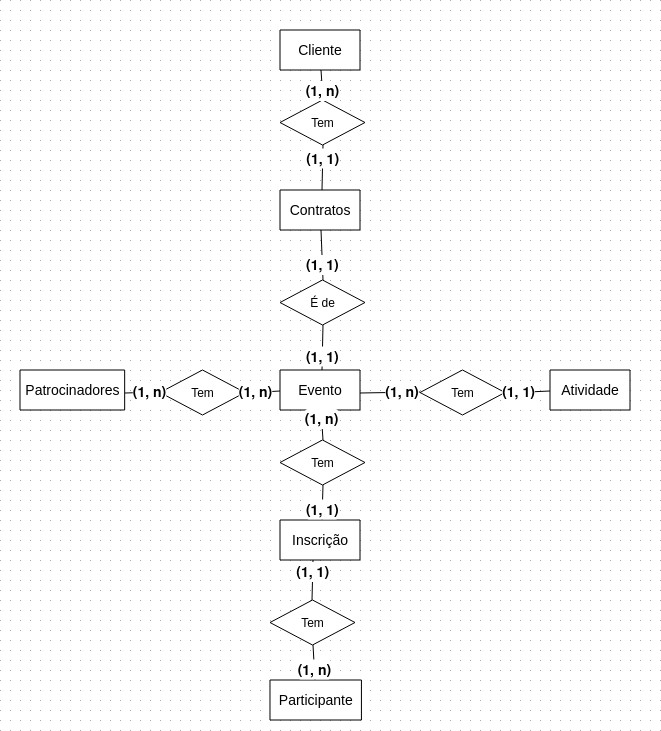 Cliente
(1, n)
Tem
(1, 1)
Contratos
(1, 1)
É de
(1, 1)
Patrocinadores (1, n) Tem (1, n) Evento (1, n) Tem (1, 1) Atividade
(1, n)
Tem
(1, 1)
Inscrição
(1, 1)
Tem
(1, n)
Participante